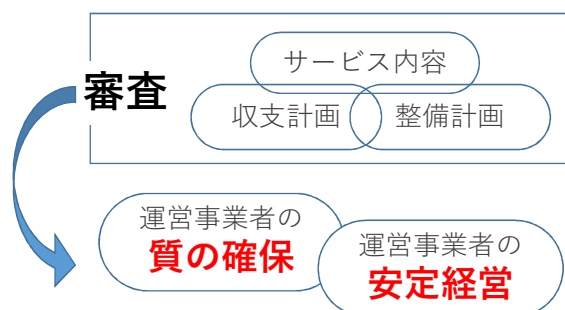 サービス内容
審査
収支計画
整備計画
運営事業者の
質の確保
運営事業者の
安定経営